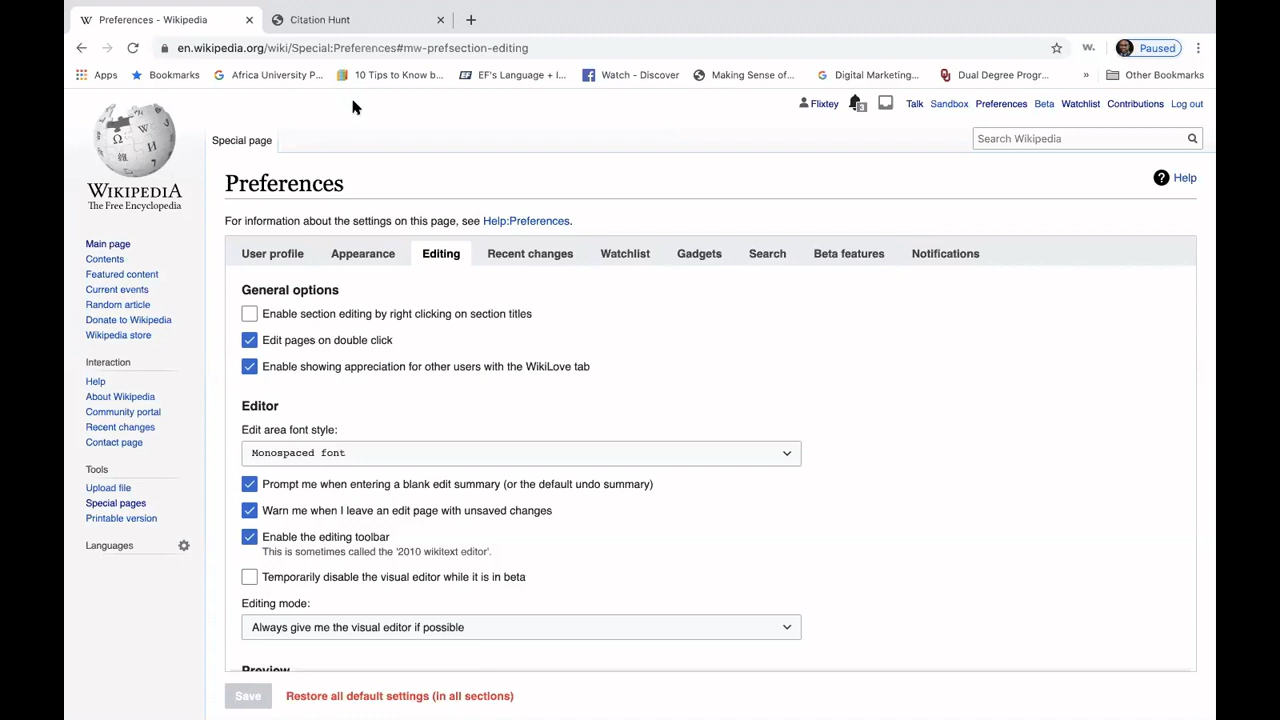 Preferences - Wikipedia
Citation Hunt
en.wikipedia.org/wiki/Special:Preferences#mw-prefsection-editing
W.
Paused
Apps
Bookmarks
Africa University P...
10 Tips to Know b...
EF's Language + I...
Watch - Discover
Making Sense of...
Digital Marketing...
Dual Degree Progr...
»
Other Bookmarks
Flixtey
3
Talk
Sandbox
Preferences
Beta
Watchlist
Contributions
Log out
WIKIPEDIA
The Free Encyclopedia
Special page
Search Wikipedia
Preferences
Help
For information about the settings on this page, see Help:Preferences.
User profile
Appearance
Editing
Recent changes
Watchlist
Gadgets
Search
Beta features
Notifications
Main page
Contents
Featured content
Current events
Random article
Donate to Wikipedia
Wikipedia store
Interaction
Help
About Wikipedia
Community portal
Recent changes
Contact page
Tools
Upload file
Special pages
Printable version
Languages
General options
Enable section editing by right clicking on section titles
Edit pages on double click
Enable showing appreciation for other users with the WikiLove tab
Editor
Edit area font style:
Monospaced font
Prompt me when entering a blank edit summary (or the default undo summary)
Warn me when I leave an edit page with unsaved changes
Enable the editing toolbar
This is sometimes called the '2010 wikitext editor'.
Temporarily disable the visual editor while it is in beta
Editing mode:
Always give me the visual editor if possible
Preview
Save
Restore all default settings (in all sections)